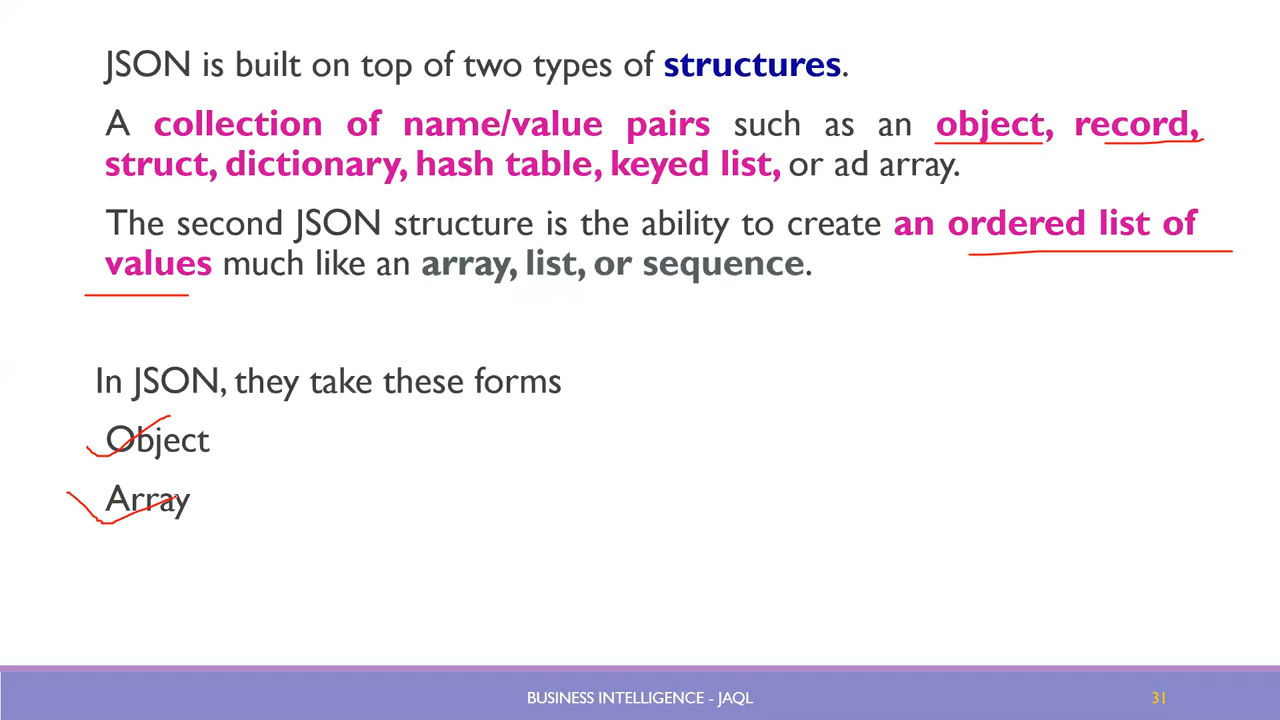 JSON is built on top of two types of structures.
A collection of name/value pairs such as an object, record,
struct, dictionary, hash table, keyed list, or ad array.
The second JSON structure is the ability to create an ordered list of
values much like an array, list, or sequence.
In JSON, they take these forms
Object
Array
BUSINESS INTELLIGENCE - JAQL
31